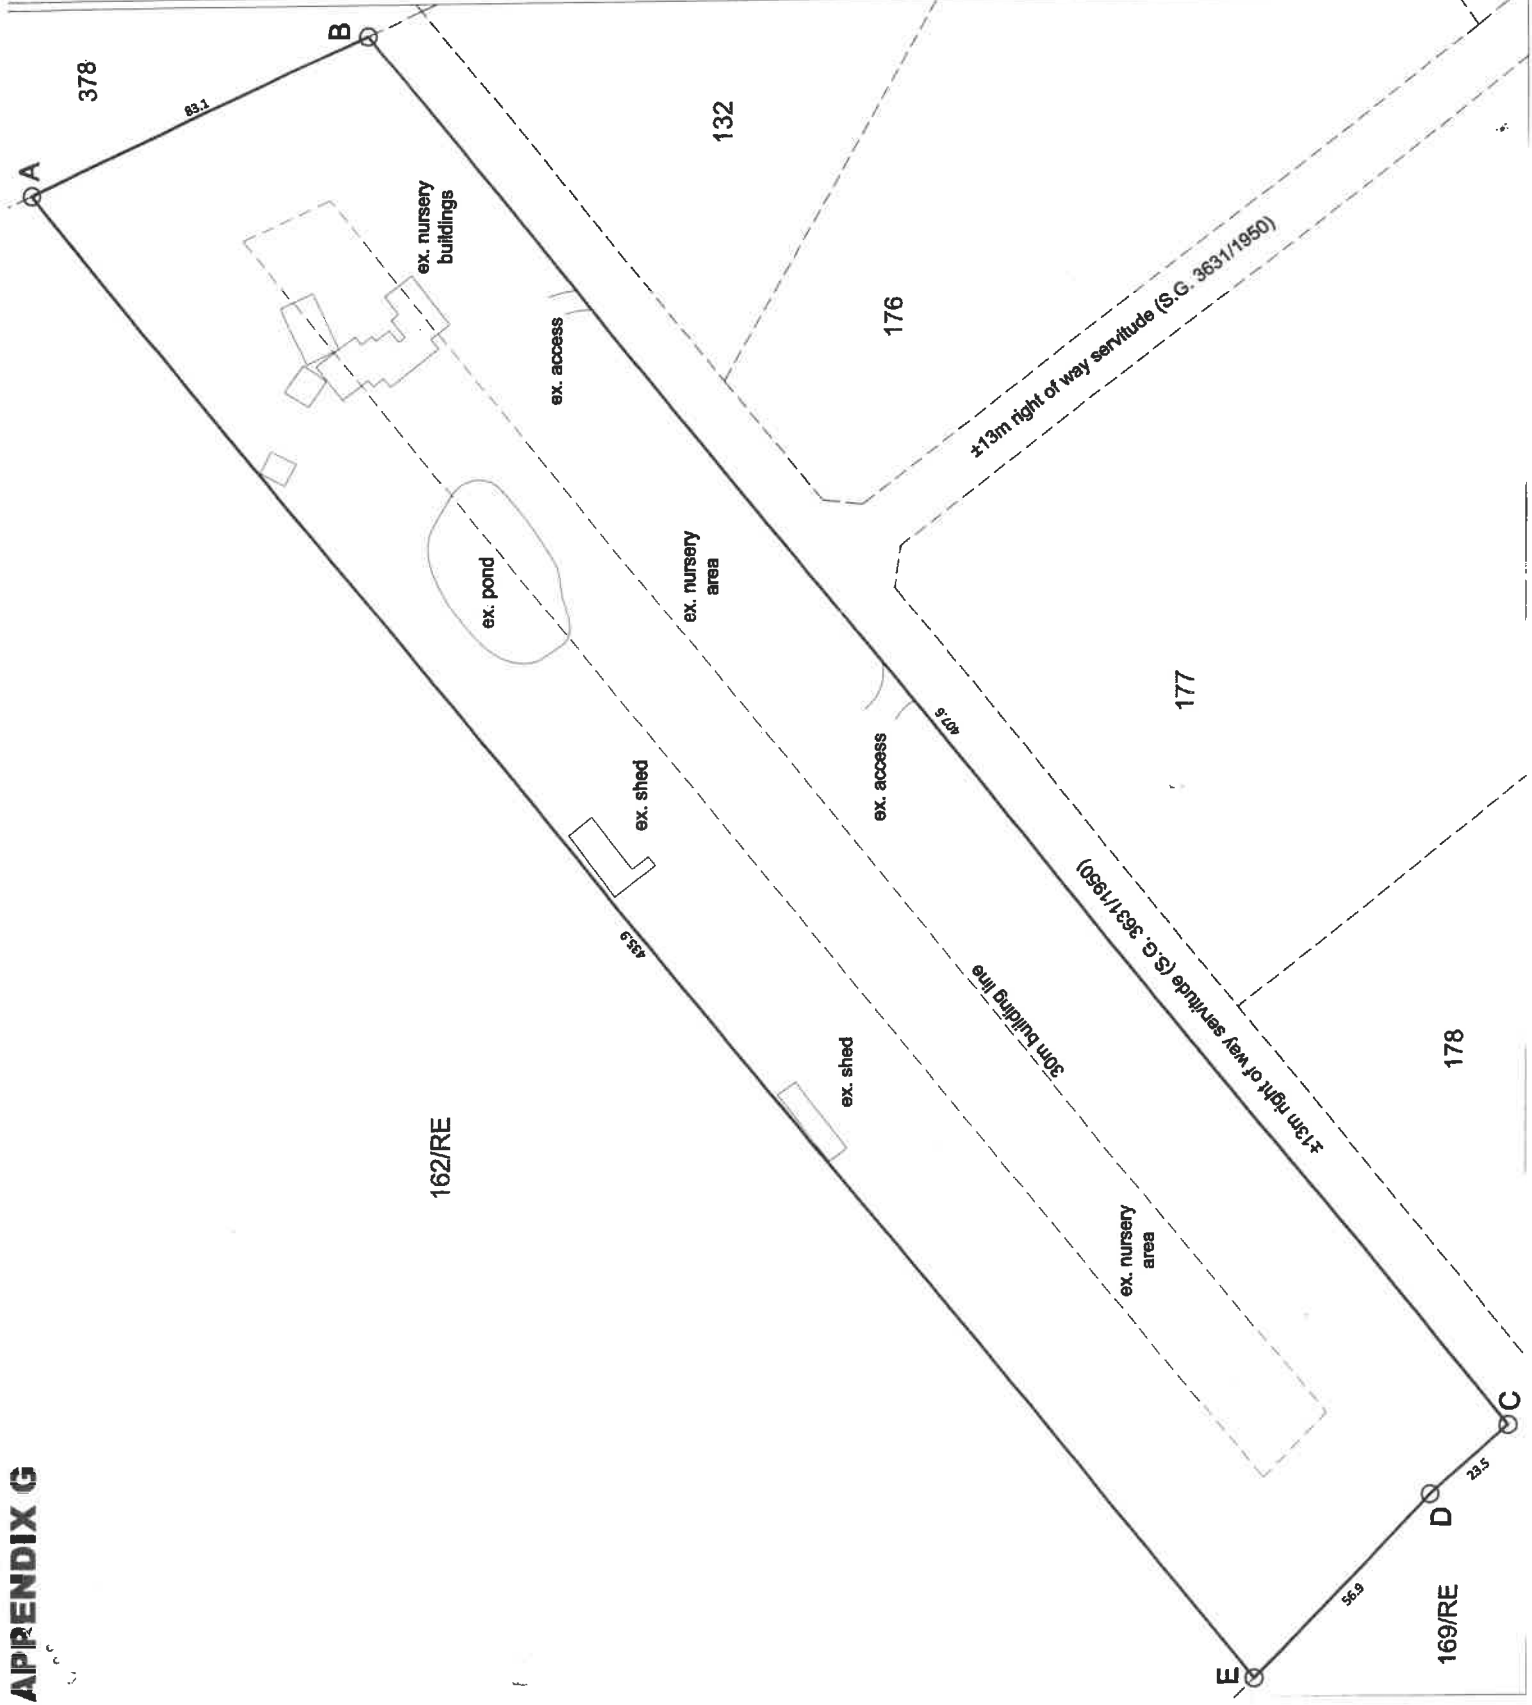 APPENDIX G
A
B
378
83.1
ex. nursery
buildings
132
ex. access
176
±13m right of way servitude (S.G. 3631/1950)
ex. pond
ex. nursery
area
177
ex. shed
ex. access
407.6
435.9
162/RE
ex. shed
30m building line
±13m right of way servitude (S.G. 3631/1950)
178
ex. nursery
area
C
23.5
D
56.9
169/RE
E